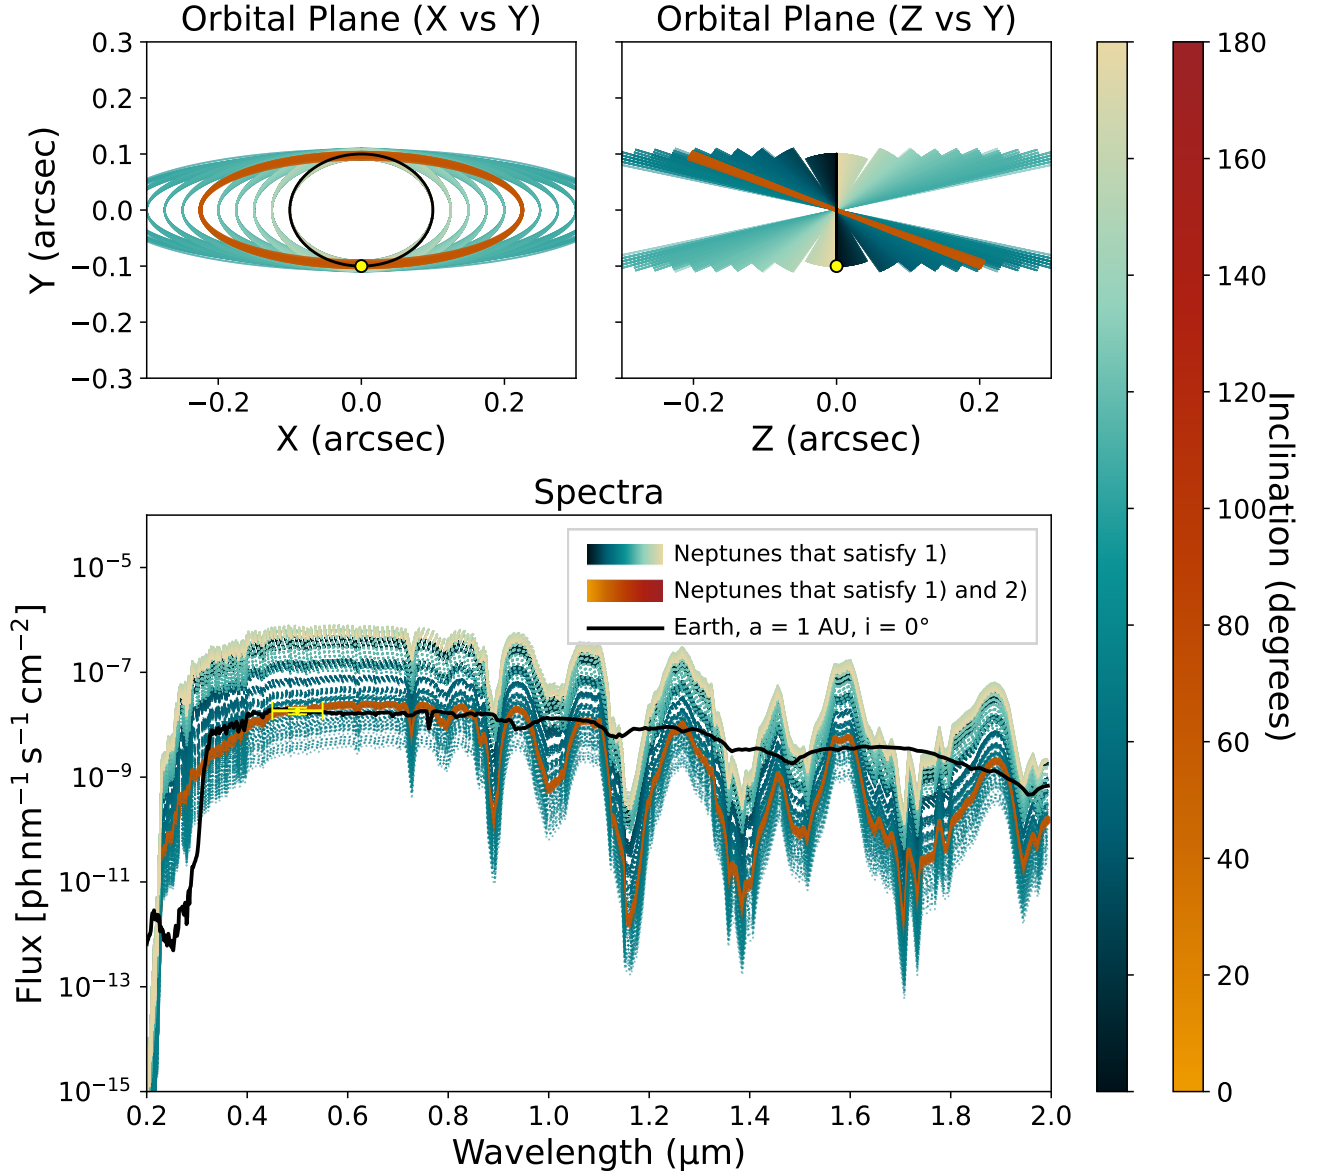 Orbital Plane (X vs Y)
Orbital Plane (Z vs Y)
0.3
0.2
0.1
0.0
−0.1
−0.2
−0.3
Y (arcsec)
−0.2 0.0 0.2
X (arcsec)
−0.2 0.0 0.2
Z (arcsec)
180
160
140
120
100
80
60
40
20
0
Inclination (degrees)
Spectra
Neptunes that satisfy 1)
Neptunes that satisfy 1) and 2)
Earth, a = 1 AU, i = 0°
10⁻⁵
10⁻⁷
10⁻⁹
10⁻¹¹
10⁻¹³
10⁻¹⁵
Flux [ph nm⁻¹ s⁻¹ cm⁻²]
0.2 0.4 0.6 0.8 1.0 1.2 1.4 1.6 1.8 2.0
Wavelength (μm)